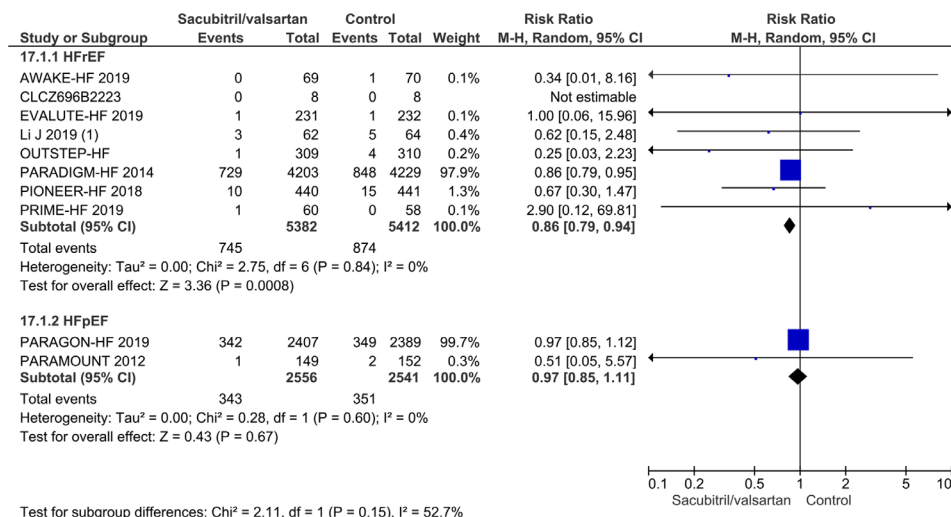 Sacubitril/valsartan Control Risk Ratio Risk Ratio
Study or Subgroup Events Total Events Total Weight M-H, Random, 95% CI M-H, Random, 95% CI
17.1.1 HFrEF
AWAKE-HF 2019 0 69 1 70 0.1% 0.34 [0.01, 8.16]
CLCZ696B2223 0 8 0 8 Not estimable
EVALUTE-HF 2019 1 231 1 232 0.1% 1.00 [0.06, 15.96]
Li J 2019 (1) 3 62 5 64 0.4% 0.62 [0.15, 2.48]
OUTSTEP-HF 1 309 4 310 0.2% 0.25 [0.03, 2.23]
PARADIGM-HF 2014 729 4203 848 4229 97.9% 0.86 [0.79, 0.95]
PIONEER-HF 2018 10 440 15 441 1.3% 0.67 [0.30, 1.47]
PRIME-HF 2019 1 60 0 58 0.1% 2.90 [0.12, 69.81]
Subtotal (95% CI) 5382 5412 100.0% 0.86 [0.79, 0.94]
Total events 745 874
Heterogeneity: Tau² = 0.00; Chi² = 2.75, df = 6 (P = 0.84); I² = 0%
Test for overall effect: Z = 3.36 (P = 0.0008)
17.1.2 HFpEF
PARAGON-HF 2019 342 2407 349 2389 99.7% 0.97 [0.85, 1.12]
PARAMOUNT 2012 1 149 2 152 0.3% 0.51 [0.05, 5.57]
Subtotal (95% CI) 2556 2541 100.0% 0.97 [0.85, 1.11]
Total events 343 351
Heterogeneity: Tau² = 0.00; Chi² = 0.28, df = 1 (P = 0.60); I² = 0%
Test for overall effect: Z = 0.43 (P = 0.67)
0.1 0.2 0.5 1 2 5 10
Sacubitril/valsartan Control
Test for subgroup differences: Chi² = 2.11, df = 1 (P = 0.15), I² = 52.7%